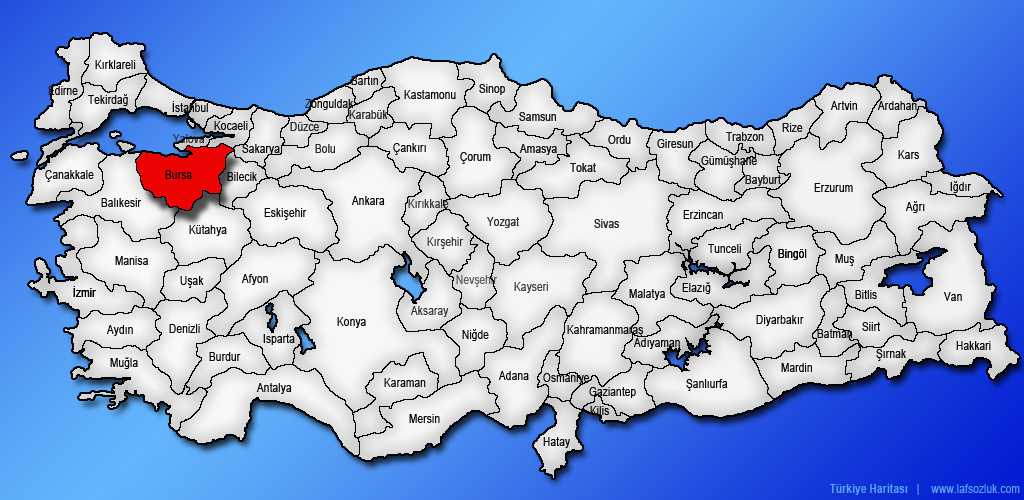 Kırklareli
Edirne
Tekirdağ
İstanbul
Kocaeli
Yalova
Sakarya
Düzce
Bolu
Zonguldak
Bartın
Karabük
Kastamonu
Sinop
Çankırı
Çorum
Samsun
Amasya
Ordu
Tokat
Giresun
Trabzon
Gümüşhane
Bayburt
Rize
Artvin
Ardahan
Kars
Iğdır
Ağrı
Erzurum
Erzincan
Çanakkale
Balıkesir
Bursa
Bilecik
Eskişehir
Kütahya
Ankara
Kırıkkale
Yozgat
Sivas
Kırşehir
Nevşehir
Kayseri
Aksaray
Niğde
Manisa
Uşak
Afyon
İzmir
Aydın
Denizli
Muğla
Burdur
Isparta
Konya
Antalya
Karaman
Mersin
Adana
Osmaniye
Hatay
Kilis
Gaziantep
Kahramanmaraş
Adıyaman
Malatya
Elazığ
Tunceli
Bingöl
Muş
Bitlis
Van
Diyarbakır
Batman
Siirt
Şırnak
Hakkari
Mardin
Şanlıurfa
Türkiye Haritası | www.lafsozluk.com